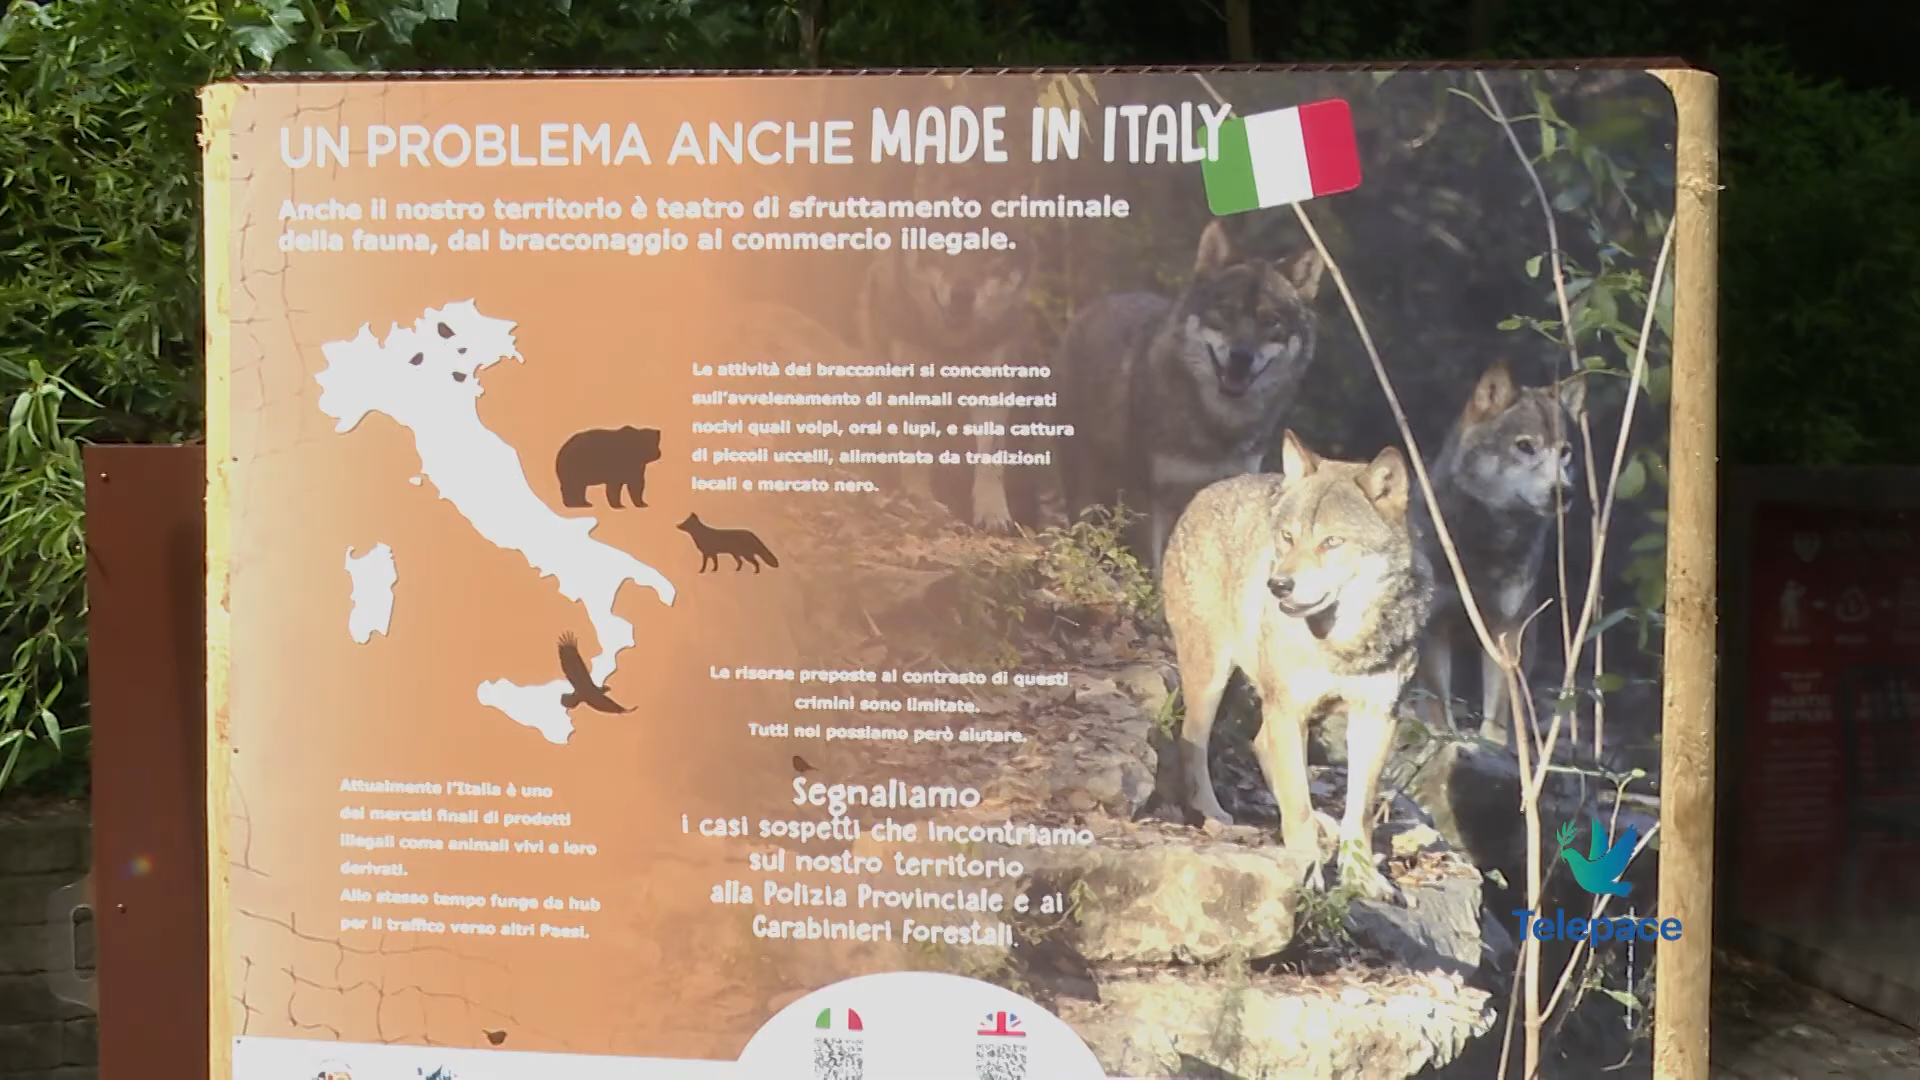 UN PROBLEMA ANCHE MADE IN ITALY
Anche il nostro territorio è teatro di sfruttamento criminale
della fauna, dal bracconaggio al commercio illegale.
Le attività dei bracconieri si concentrano
sull'avvelenamento di animali considerati
nocivi quali volpi, orsi e lupi, e sulla cattura
di piccoli uccelli, alimentata da tradizioni
locali e mercato nero.
Le risorse preposte al contrasto di questi
crimini sono limitate.
Tutti noi possiamo però aiutare.
Attualmente l'Italia è uno
dei mercati finali di prodotti
illegali come animali vivi e loro
derivati.
Allo stesso tempo funge da hub
per il traffico verso altri Paesi.
Segnaliamo
i casi sospetti che incontriamo
sul nostro territorio
alla Polizia Provinciale e ai
Carabinieri Forestali.
Telepace